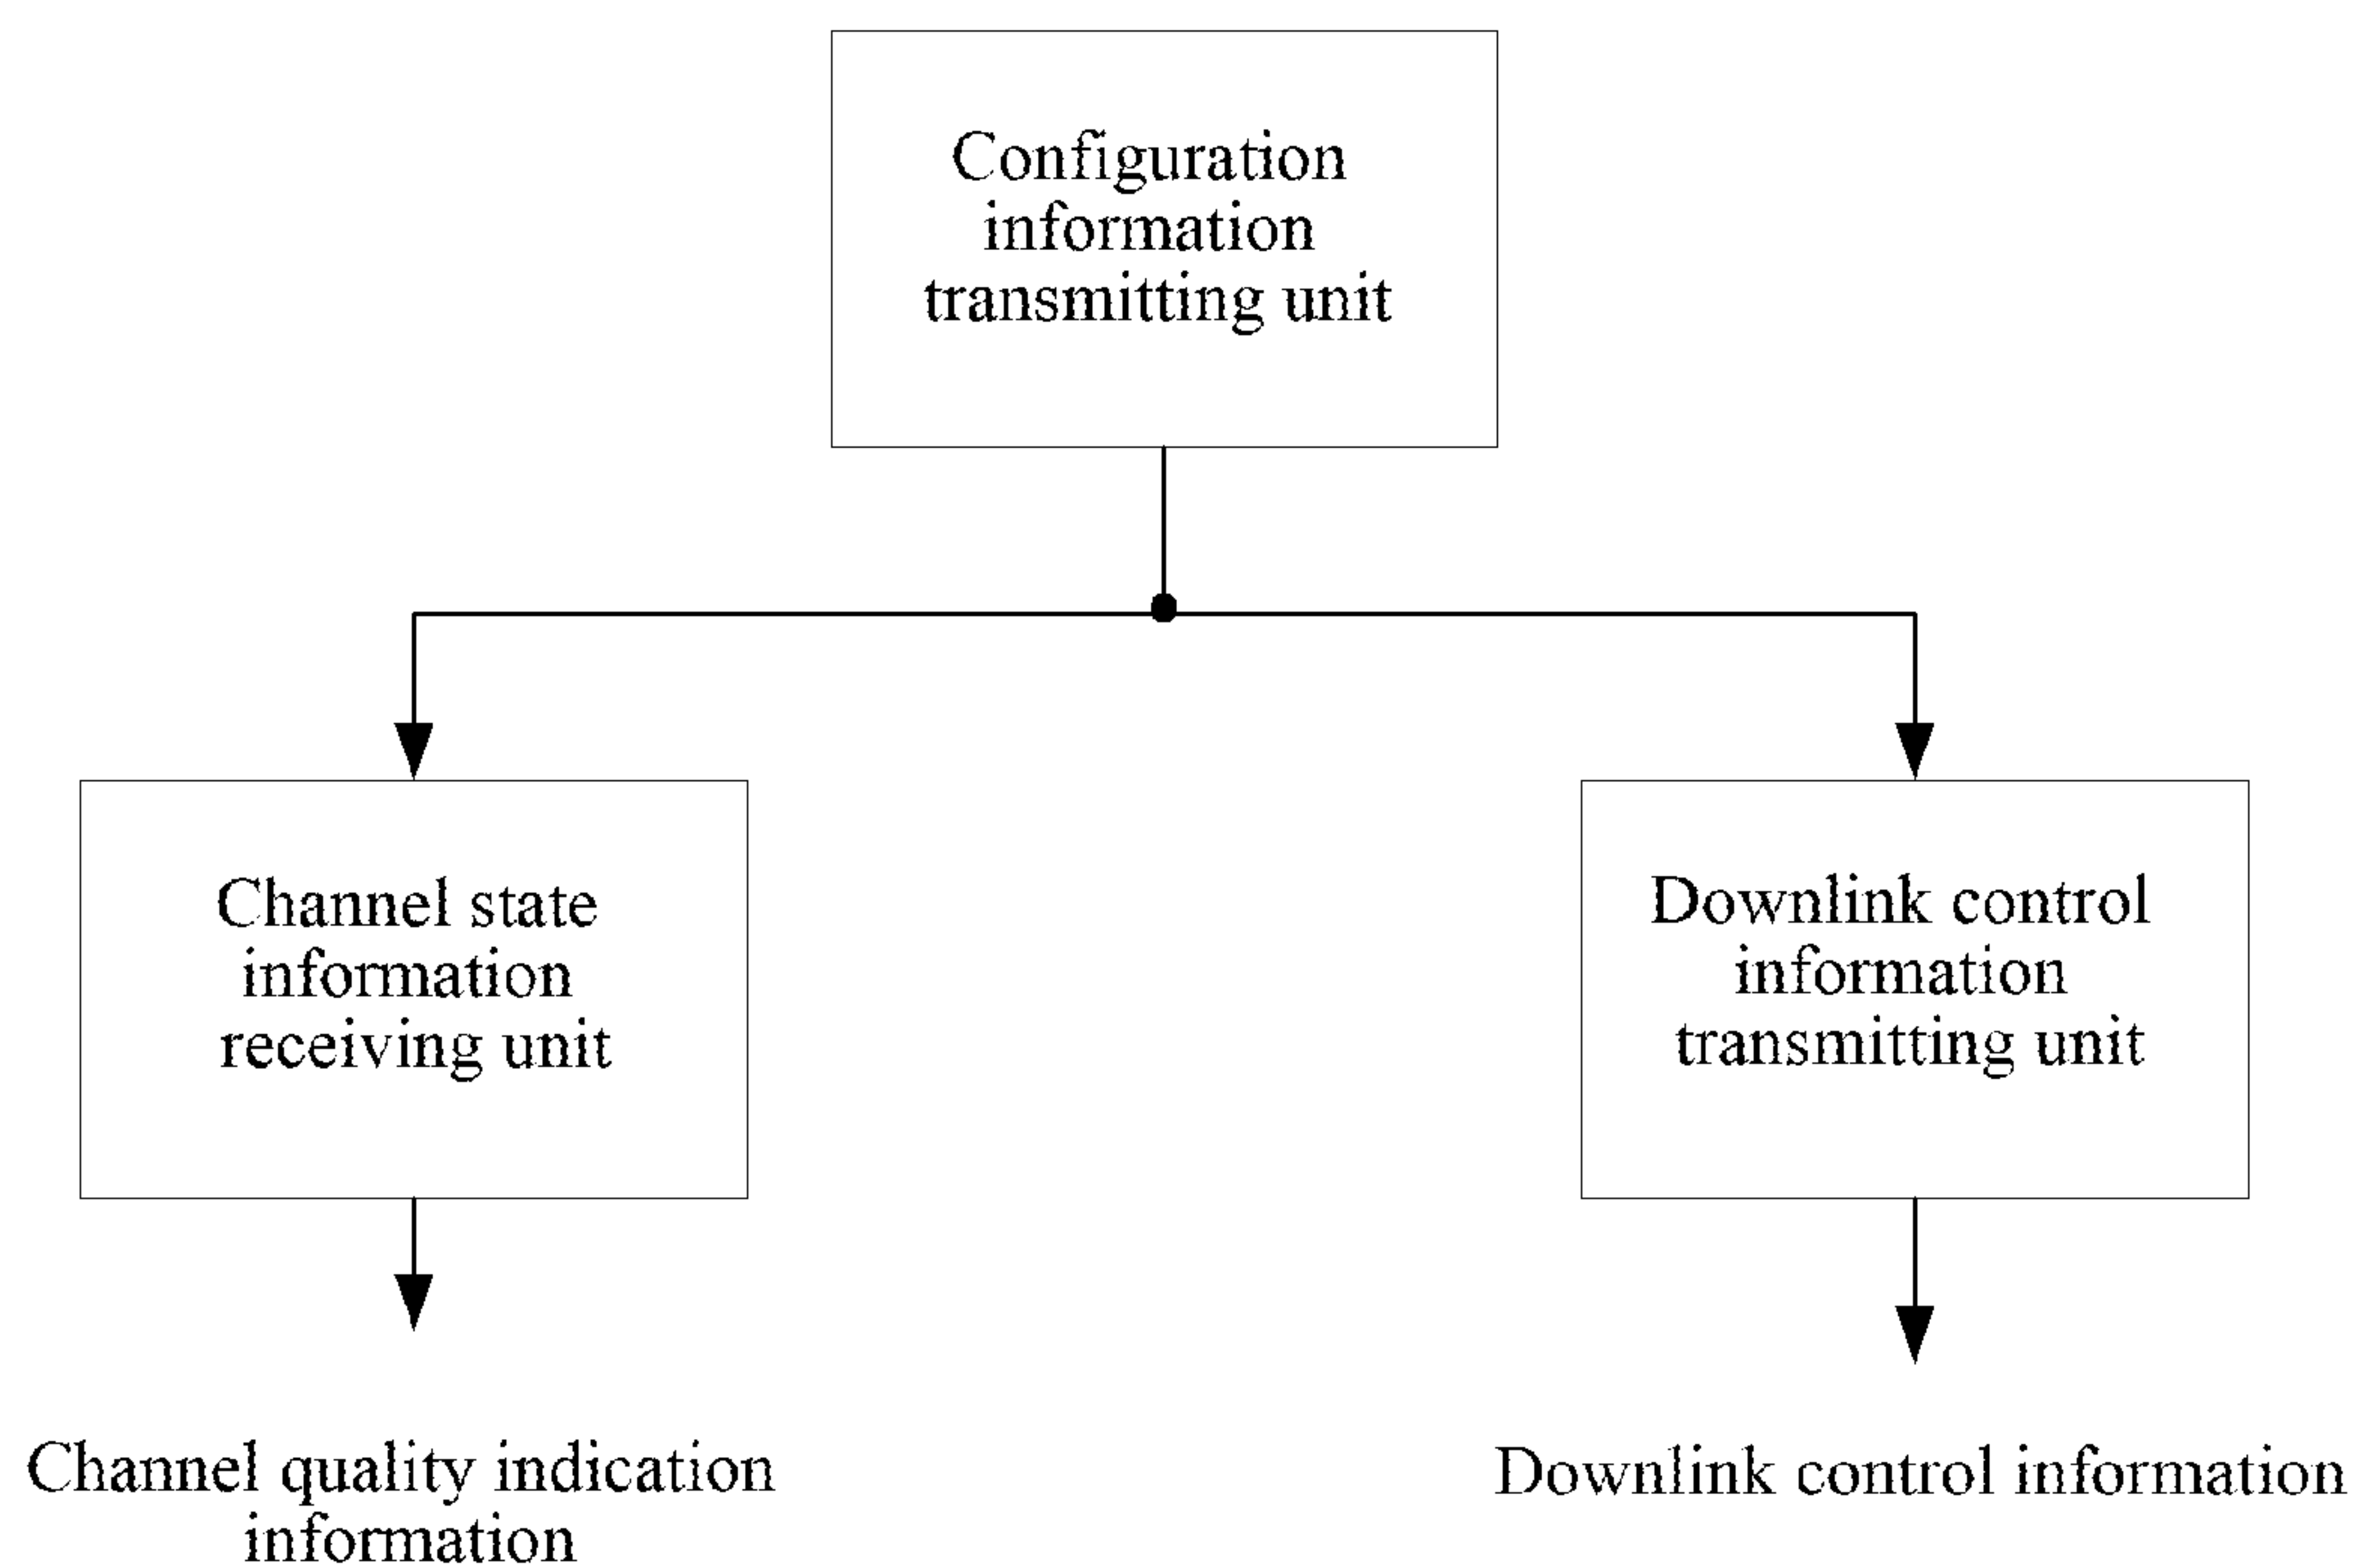 Configuration
information
transmitting unit
Channel state
information
receiving unit
Downlink control
information
transmitting unit
Channel quality indication
information
Downlink control information